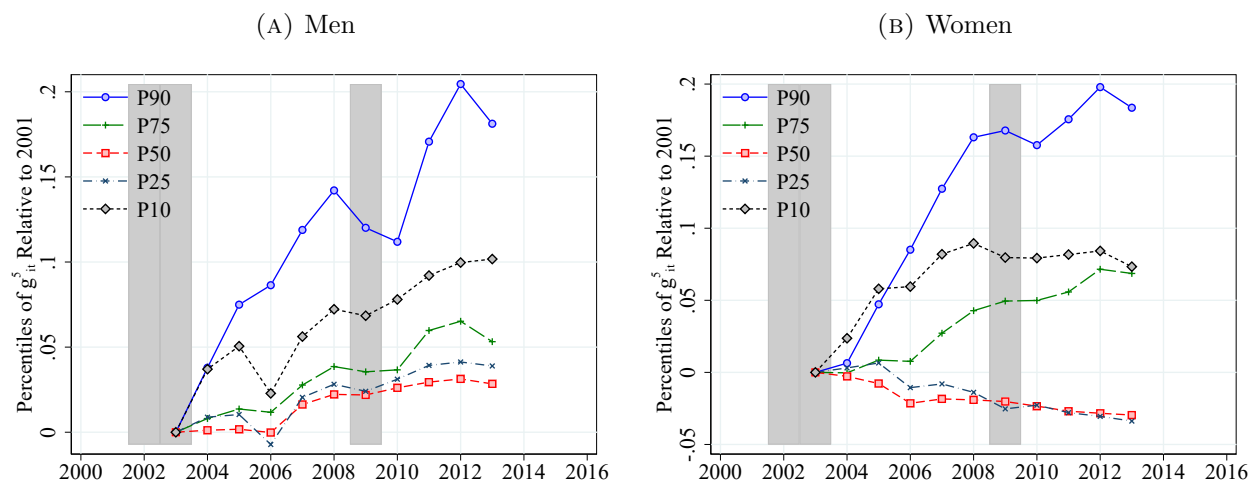 (A) Men
Percentiles of g⁵ᵢₜ Relative to 2001
.2
.15
.1
.05
0
P90
P75
P50
P25
P10
2000 2002 2004 2006 2008 2010 2012 2014 2016
(B) Women
Percentiles of g⁵ᵢₜ Relative to 2001
.2
.15
.1
.05
0
-.05
P90
P75
P50
P25
P10
2000 2002 2004 2006 2008 2010 2012 2014 2016